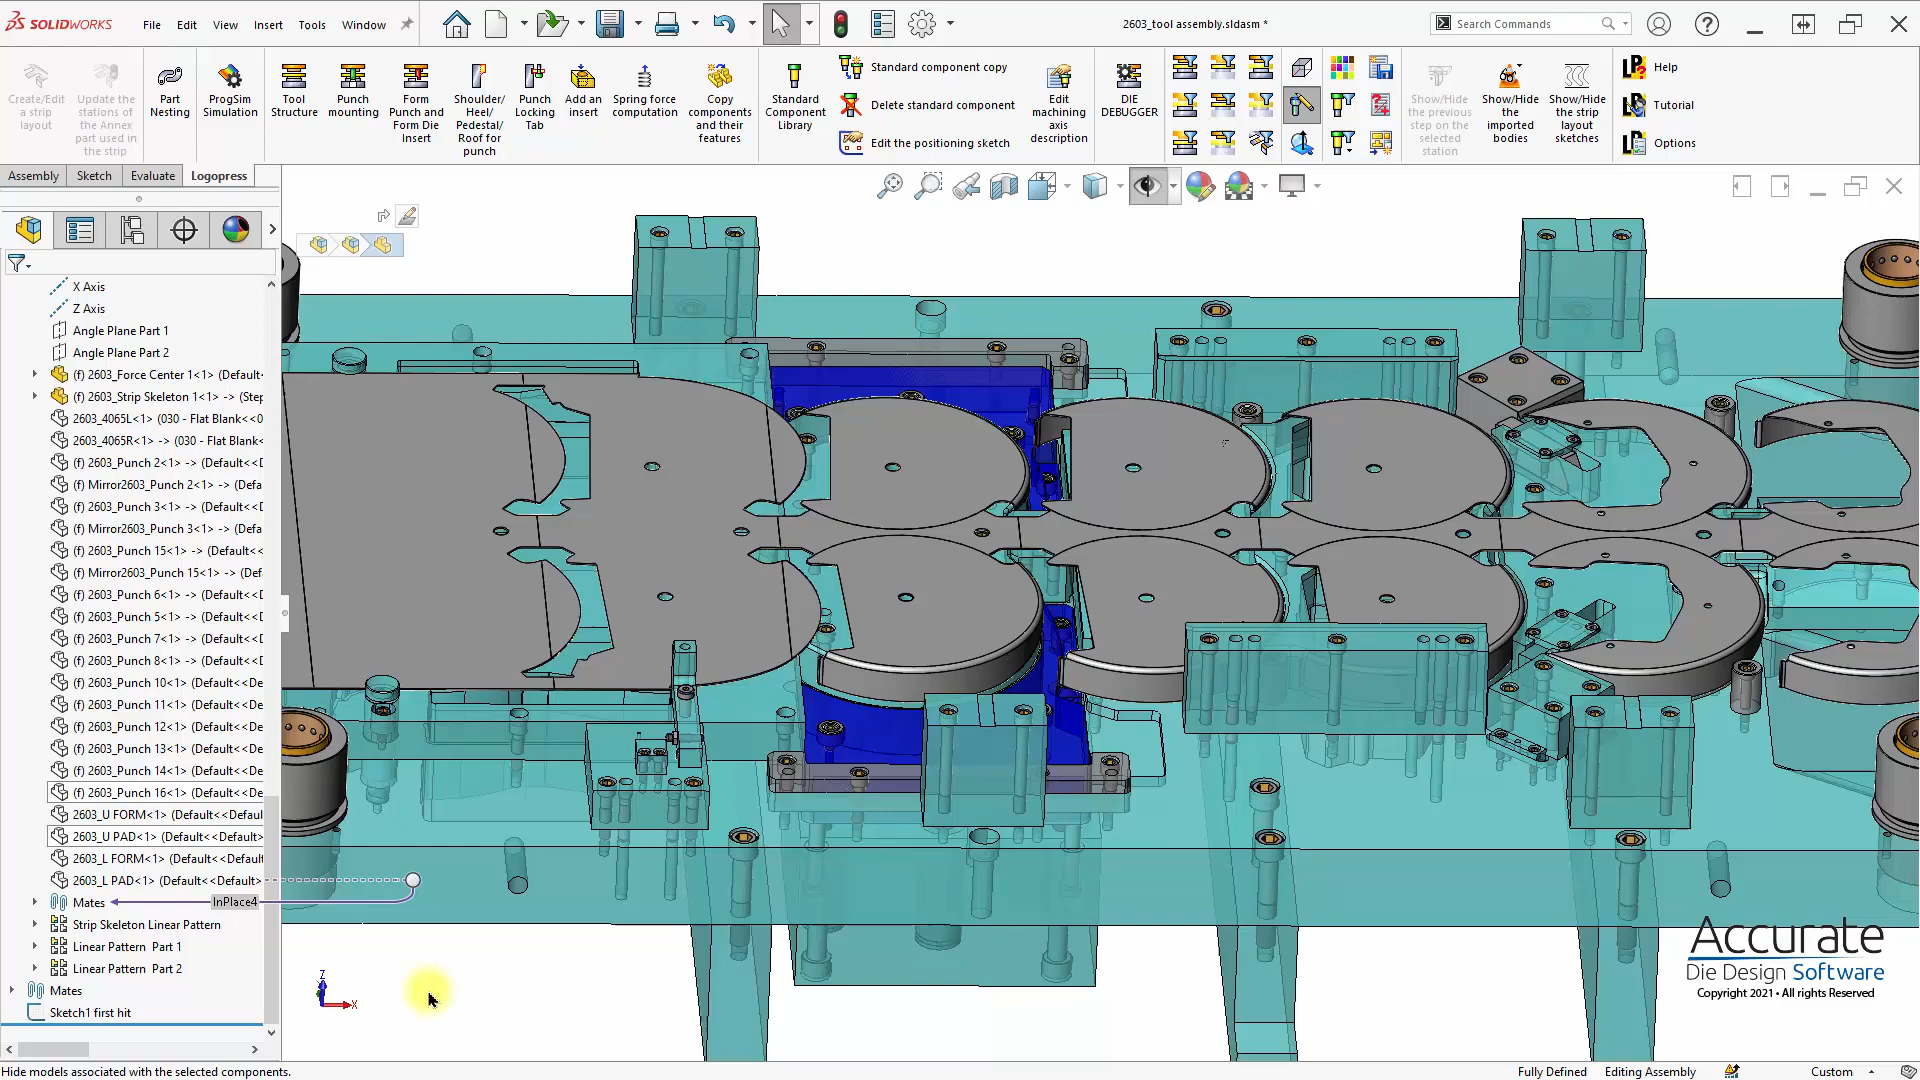 SOLIDWORKS File Edit View Insert Tools Window
2603_tool assembly.sldasm *
Search Commands
Create/Edit a strip layout
Update the stations of the Annex part used in the strip
Part Nesting
ProgSim Simulation
Tool Structure
Punch mounting
Form Punch and Form Die Insert
Shoulder/ Heel/ Pedestal/ Roof for punch
Punch Locking Tab
Add an insert
Spring force computation
Copy components and their features
Standard Component Library
Standard component copy
Delete standard component
Edit the positioning sketch
Edit machining axis description
DIE DEBUGGER
Show/Hide the previous step on the selected station
Show/Hide the imported bodies
Show/Hide the strip layout sketches
Help
Tutorial
Options
Assembly Sketch Evaluate Logopress
X Axis
Z Axis
Angle Plane Part 1
Angle Plane Part 2
(f) 2603_Force Center 1<1> (Default<
(f) 2603_Strip Skeleton 1<1> -> (Step
2603_4065L<1> (030 - Flat Blank<<0
2603_4065R<1> -> (030 - Flat Blank<
(f) 2603_Punch 2<1> -> (Default<<D
(f) Mirror2603_Punch 2<1> -> (Defa
(f) 2603_Punch 3<1> -> (Default<<D
(f) Mirror2603_Punch 3<1> -> (Defa
(f) 2603_Punch 15<1> -> (Default<<
(f) Mirror2603_Punch 15<1> -> (Def
(f) 2603_Punch 6<1> -> (Default<<D
(f) 2603_Punch 5<1> -> (Default<<D
(f) 2603_Punch 7<1> -> (Default<<D
(f) 2603_Punch 8<1> -> (Default<<D
(f) 2603_Punch 10<1> (Default<<De
(f) 2603_Punch 11<1> (Default<<De
(f) 2603_Punch 12<1> (Default<<De
(f) 2603_Punch 13<1> (Default<<De
(f) 2603_Punch 14<1> (Default<<De
(f) 2603_Punch 16<1> (Default<<De
2603_U FORM<1> (Default<<Defaul
2603_U PAD<1> (Default<<Default>
2603_L FORM<1> (Default<<Default
2603_L PAD<1> (Default<<Default>
Mates InPlace4
Strip Skeleton Linear Pattern
Linear Pattern Part 1
Linear Pattern Part 2
Mates
Sketch1 first hit
Z
X
Accurate
Die Design Software
Copyright 2021 • All rights Reserved
Hide models associated with the selected components.
Fully Defined Editing Assembly Custom